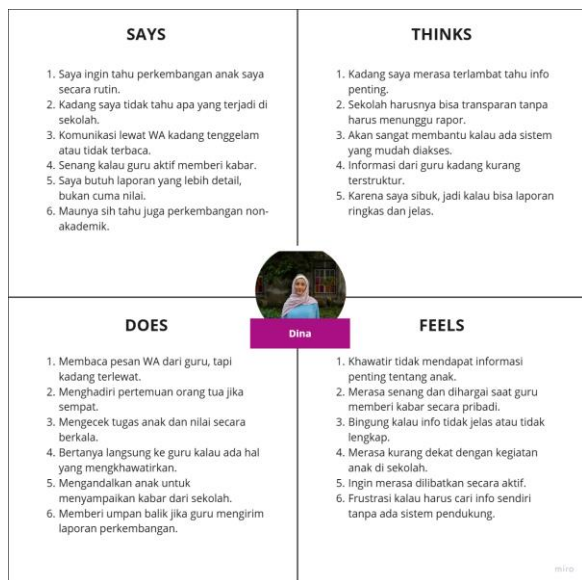 SAYS
1. Saya ingin tahu perkembangan anak saya
secara rutin.
2. Kadang saya tidak tahu apa yang terjadi di
sekolah.
3. Komunikasi lewat WA kadang tenggelam
atau tidak terbaca.
4. Senang kalau guru aktif memberi kabar.
5. Saya butuh laporan yang lebih detail,
bukan cuma nilai.
6. Maunya sih tahu juga perkembangan non-
akademik.
THINKS
1. Kadang saya merasa terlambat tahu info
penting.
2. Sekolah harusnya bisa transparan tanpa
harus menunggu rapor.
3. Akan sangat membantu kalau ada sistem
yang mudah diakses.
4. Informasi dari guru kadang kurang
terstruktur.
5. Karena saya sibuk, jadi kalau bisa laporan
ringkas dan jelas.
Dina
DOES
1. Membaca pesan WA dari guru, tapi
kadang terlewat.
2. Menghadiri pertemuan orang tua jika
sempat.
3. Mengecek tugas anak dan nilai secara
berkala.
4. Bertanya langsung ke guru kalau ada hal
yang mengkhawatirkan.
5. Mengandalkan anak untuk
menyampaikan kabar dari sekolah.
6. Memberi umpan balik jika guru mengirim
laporan perkembangan.
FEELS
1. Khawatir tidak mendapat informasi
penting tentang anak.
2. Merasa senang dan dihargai saat guru
memberi kabar secara pribadi.
3. Bingung kalau info tidak jelas atau tidak
lengkap.
4. Merasa kurang dekat dengan kegiatan
anak di sekolah.
5. Ingin merasa dilibatkan secara aktif.
6. Frustrasi kalau harus cari info sendiri
tanpa ada sistem pendukung.
miro